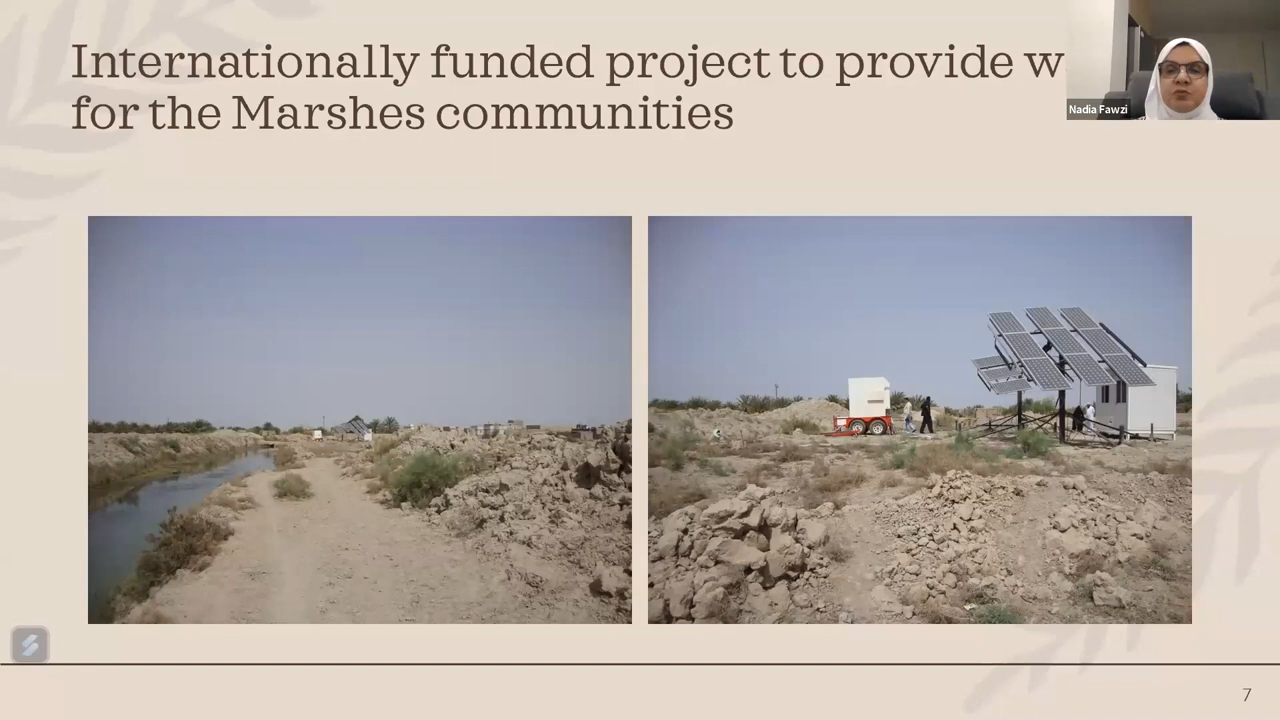 Internationally funded project to provide
for the Marshes communities
Nadia Fawzi
7